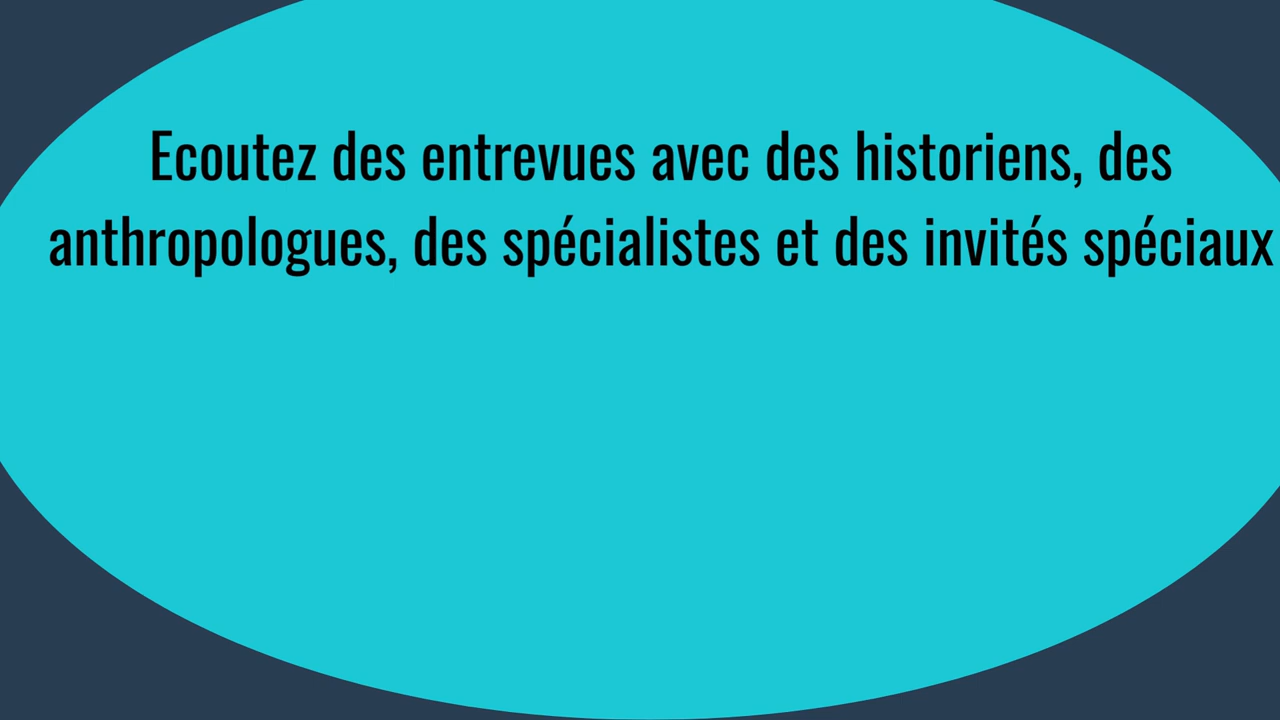 Ecoutez des entrevues avec des historiens, des
anthropologues, des spécialistes et des invités spéciaux